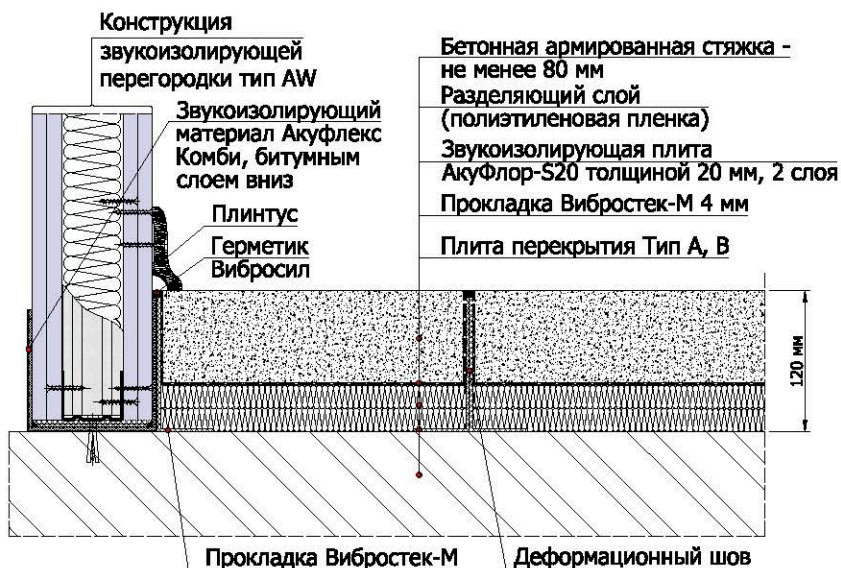 Конструкция
звукоизолирующей
перегородки тип AW
Звукоизолирующий
материал Акуфлекс
Комби, битумным
слоем вниз
Плинтус
Герметик
Вибросил
Бетонная армированная стяжка -
не менее 80 мм
Разделяющий слой
(полиэтиленовая пленка)
Звукоизолирующая плита
АкуФлор-S20 толщиной 20 мм, 2 слоя
Прокладка Вибростек-М 4 мм
Плита перекрытия Тип А, В
120 мм
Прокладка Вибростек-М
Деформационный шов